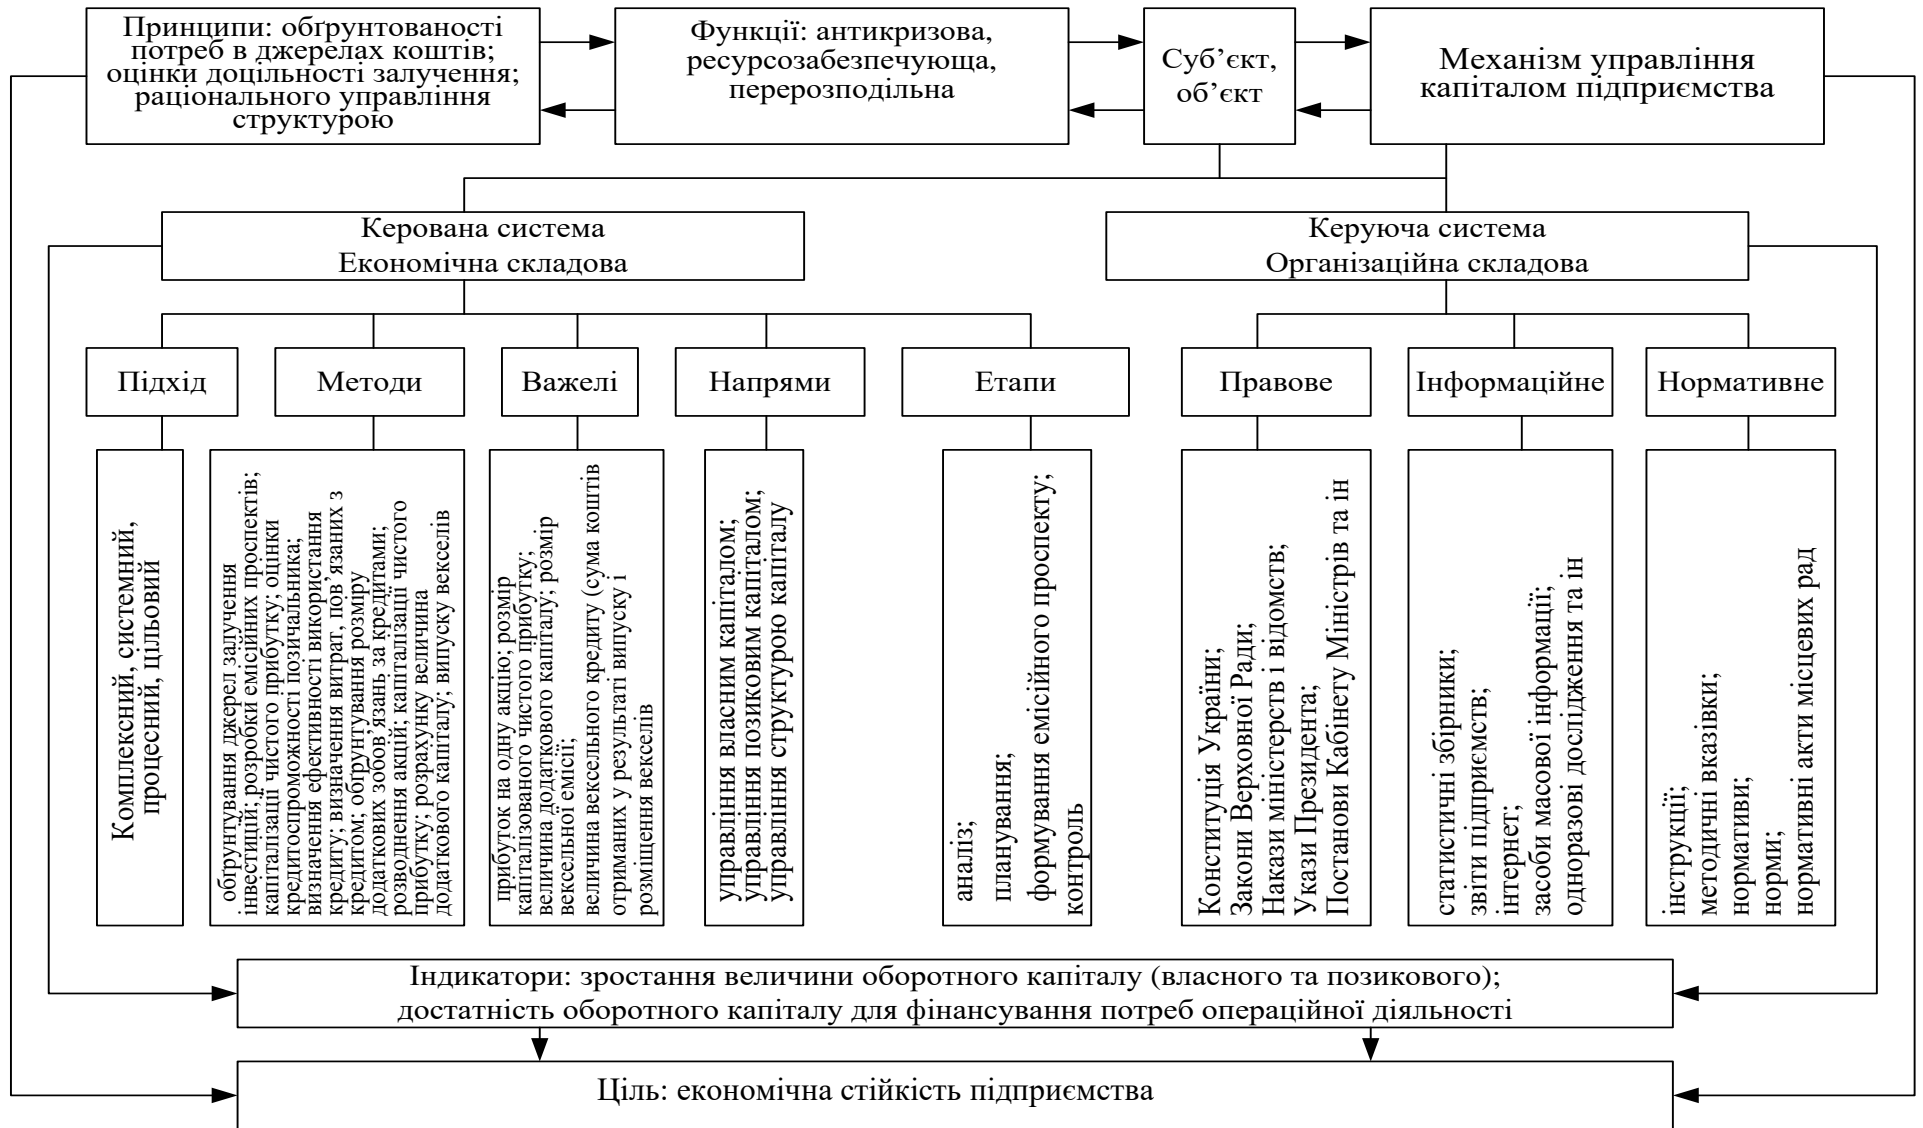 Принципи: обґрунтованості
потреб в джерелах коштів;
оцінки доцільності залучення;
раціонального управління
структурою
Функції: антикризова,
ресурсозабезпечующа,
перерозподільна
Суб’єкт,
об’єкт
Механізм управління
капіталом підприємства
Керована система
Економічна складова
Керуюча система
Організаційна складова
Підхід
Методи
Важелі
Напрями
Етапи
Правове
Інформаційне
Нормативне
Комплексний, системний,
процесний, цільовий
обґрунтування джерел залучення
інвестицій; розробки емісійних проспектів;
капіталізації чистого прибутку; оцінки
кредитоспроможності позичальника;
визначення ефективності використання
кредиту; визначення витрат, пов’язаних з
кредитом; обґрунтування розміру
додаткових зобов’язань за кредитами;
розводнення акцій; капіталізації чистого
прибутку; розрахунку величина
додаткового капіталу; випуску векселів
прибуток на одну акцію; розмір
капіталізованого чистого прибутку;
величина додаткового капіталу; розмір
вексельної емісії;
величина вексельного кредиту (сума коштів
отриманих у результаті випуску і
розміщення векселів
управління власним капіталом;
управління позиковим капіталом;
управління структурою капіталу
аналіз;
планування;
формування емісійного проспекту;
контроль
Конституція України;
Закони Верховної Ради;
Накази міністерств і відомств;
Укази Президента;
Постанови Кабінету Міністрів та ін
статистичні збірники;
звіти підприємств;
інтернет;
засоби масової інформації;
одноразові дослідження та ін
інструкції;
методичні вказівки;
нормативи;
норми;
нормативні акти місцевих рад
Індикатори: зростання величини оборотного капіталу (власного та позикового);
достатність оборотного капіталу для фінансування потреб операційної діяльності
Ціль: економічна стійкість підприємства